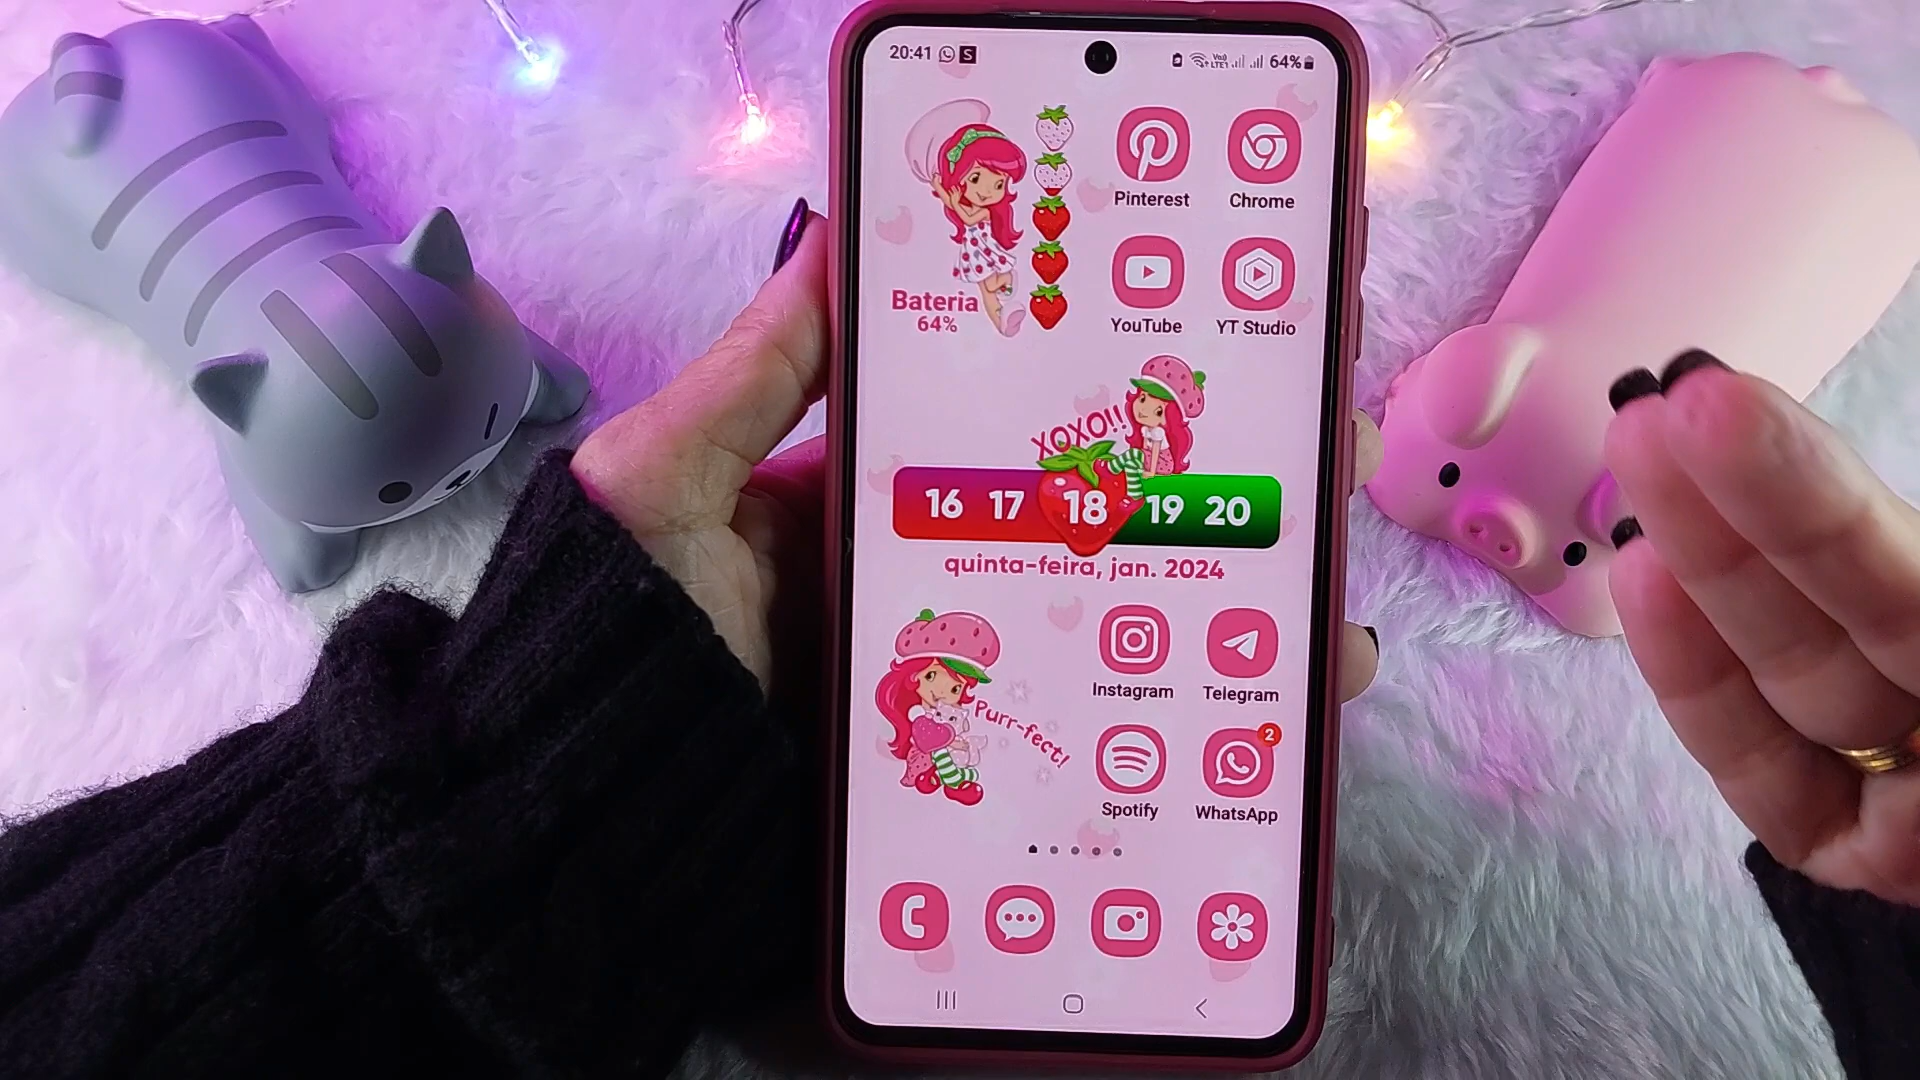 20:41
64%
Bateria
64%
Pinterest
Chrome
YouTube
YT Studio
XOXO!!
16 17 18 19 20
quinta-feira, jan. 2024
Purr-fect!
Instagram
Telegram
Spotify
2
WhatsApp